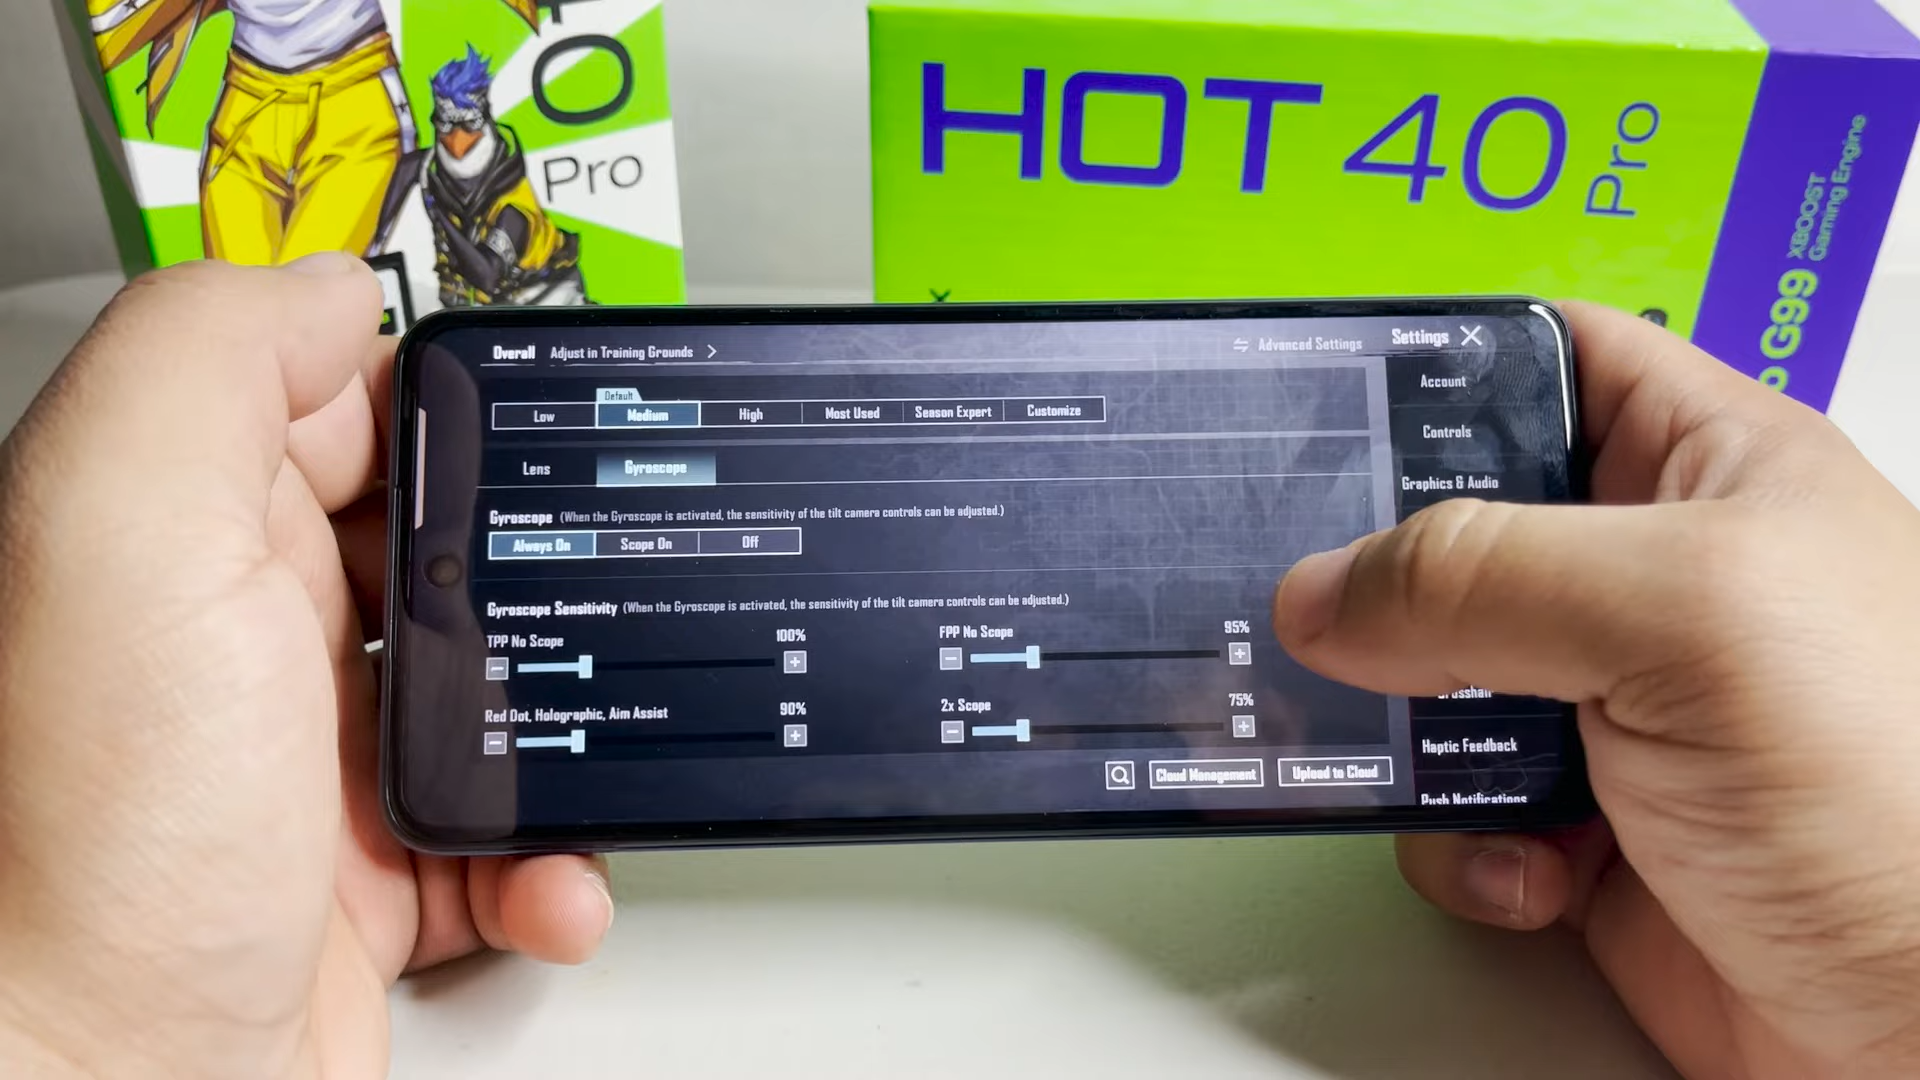 Pro
HOT 40 Pro
XBOOST
Gaming Engine
G99
Overall Adjust in Training Grounds
Advanced Settings
Settings
Default
Low Medium High Most Used Season Expert Customize
Lens Gyroscope
Gyroscope (When the Gyroscope is activated, the sensitivity of the tilt camera controls can be adjusted.)
Always On Scope On Off
Gyroscope Sensitivity (When the Gyroscope is activated, the sensitivity of the tilt camera controls can be adjusted.)
TPP No Scope 100%
FPP No Scope 95%
Red Dot, Holographic, Aim Assist 90%
2x Scope 75%
Cloud Management Upload to Cloud
Account
Controls
Graphics & Audio
Haptic Feedback
Push Notifications